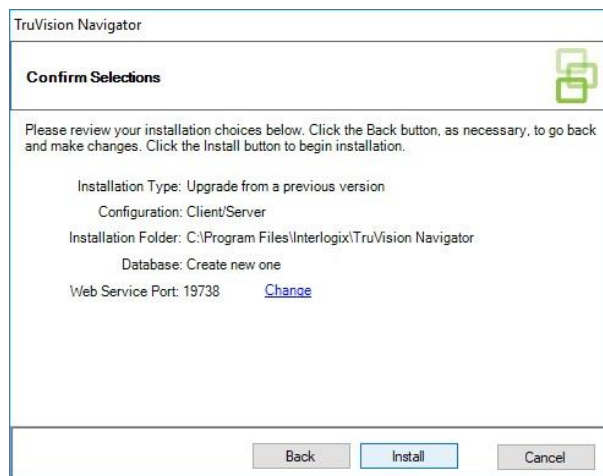 TruVision Navigator
Confirm Selections
Please review your installation choices below. Click the Back button, as necessary, to go back
and make changes. Click the Install button to begin installation.
Installation Type: Upgrade from a previous version
Configuration: Client/Server
Installation Folder: C:\Program Files\Interlogix\TruVision Navigator
Database: Create new one
Web Service Port: 19738 Change
Back Install Cancel